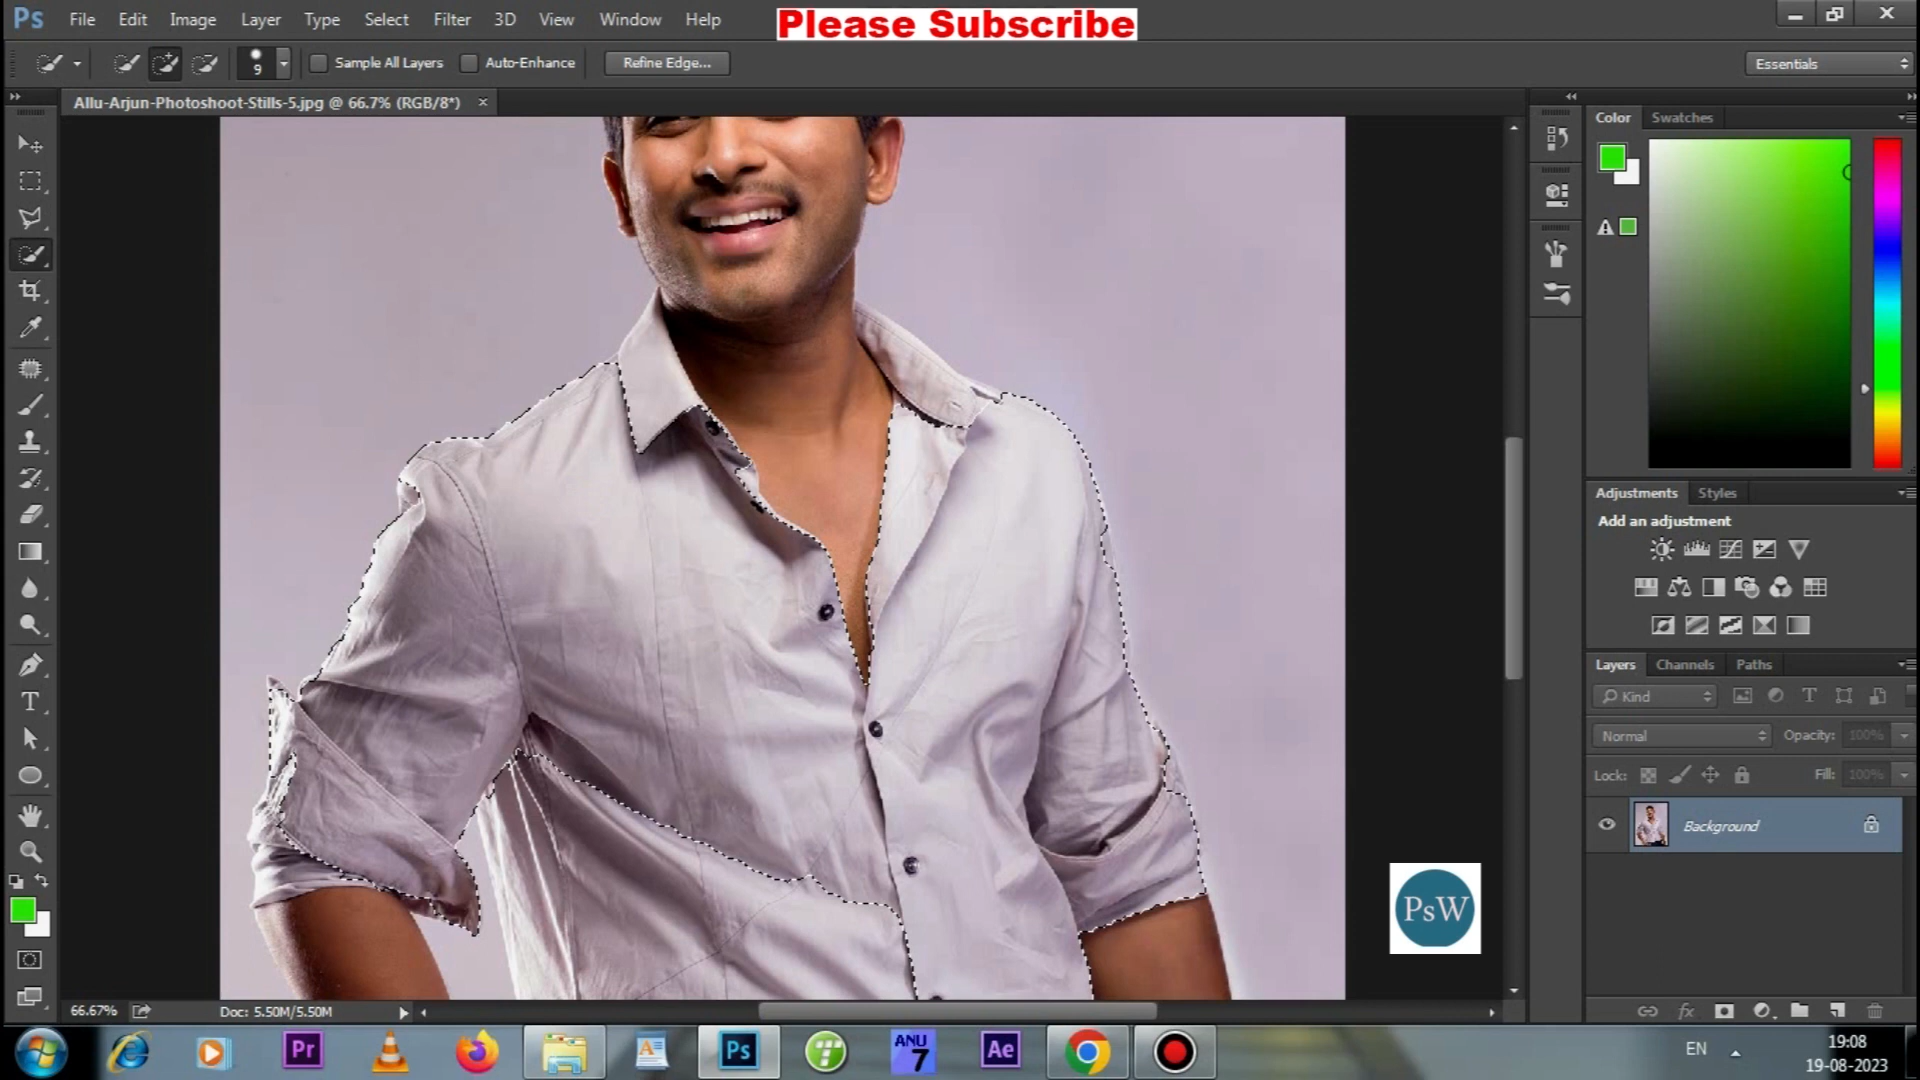 Ps File Edit Image Layer Type Select Filter 3D View Window Help
Please Subscribe
9 Sample All Layers Auto-Enhance Refine Edge... Essentials
Allu-Arjun-Photoshoot-Stills-5.jpg @ 66.7% (RGB/8*) ×
Color Swatches
Adjustments Styles
Add an adjustment
Layers Channels Paths
Kind
Normal Opacity: 100%
Lock: Fill: 100%
Background
PsW
66.67% Doc: 5.50M/5.50M
Pr Ps ANU 7 Ae EN 19:08
19-08-2023